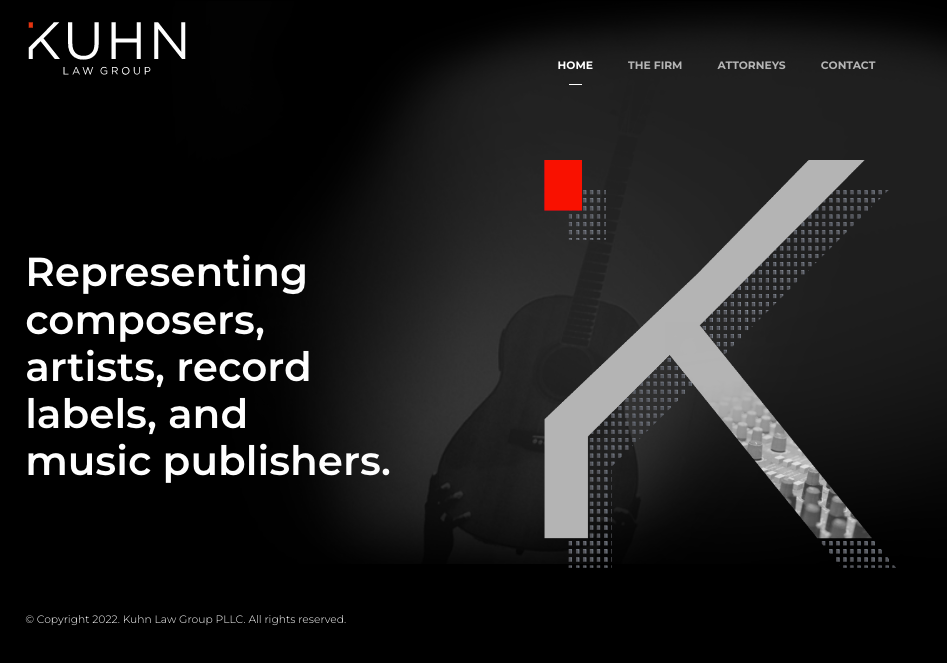 KUHN
LAW GROUP
HOME THE FIRM ATTORNEYS CONTACT
Representing
composers,
artists, record
labels, and
music publishers.
© Copyright 2022. Kuhn Law Group PLLC. All rights reserved.